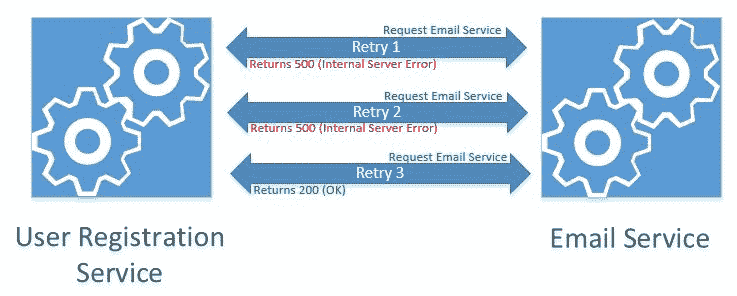 Request Email Service
Retry 1
Returns 500 (Internal Server Error)
Request Email Service
Retry 2
Returns 500 (Internal Server Error)
Request Email Service
Retry 3
Returns 200 (OK)
User Registration
Service
Email Service